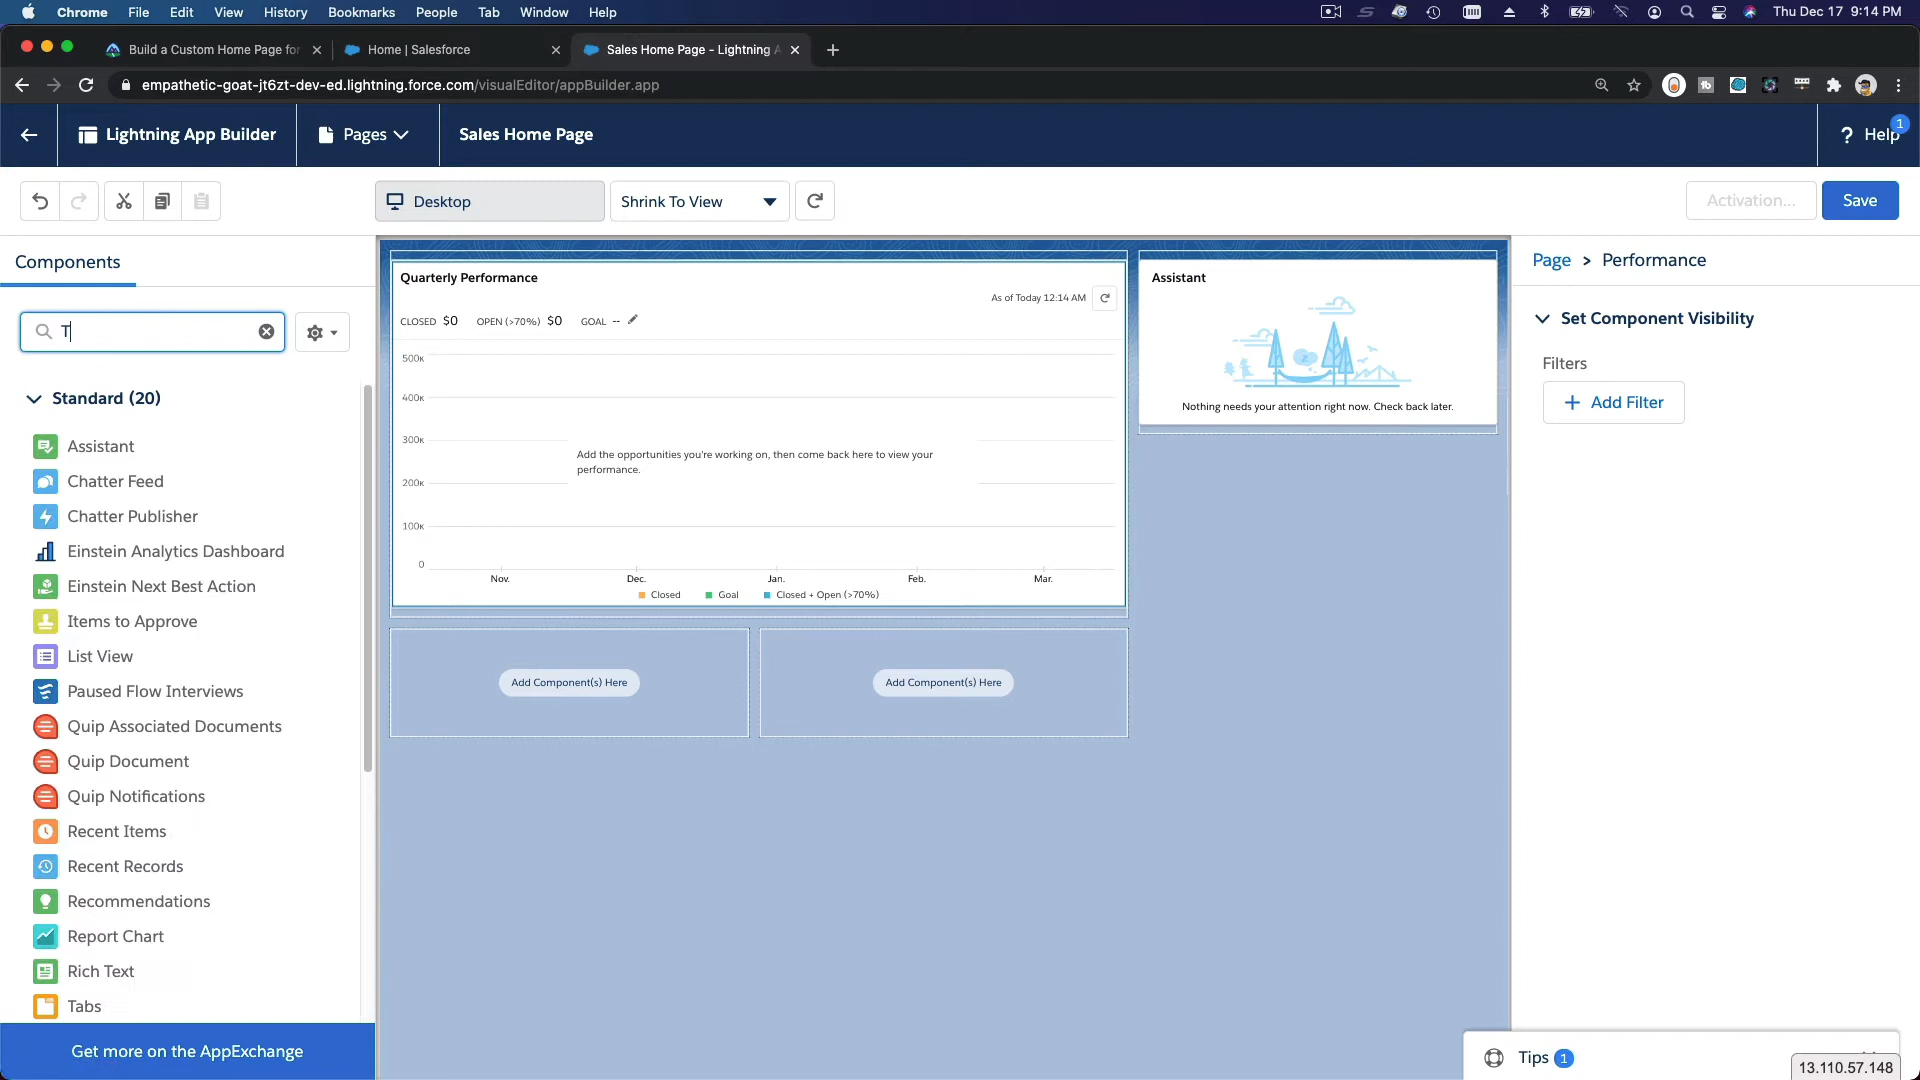 Chrome File Edit View History Bookmarks People Tab Window Help Thu Dec 17 9:14 PM
Build a Custom Home Page for Home | Salesforce Sales Home Page - Lightning A
empathetic-goat-jt6zt-dev-ed.lightning.force.com/visualEditor/appBuilder.app
Lightning App Builder Pages Sales Home Page ? Help 1
Desktop Shrink To View Activation... Save
Components
T
Standard (20)
Assistant
Chatter Feed
Chatter Publisher
Einstein Analytics Dashboard
Einstein Next Best Action
Items to Approve
List View
Paused Flow Interviews
Quip Associated Documents
Quip Document
Quip Notifications
Recent Items
Recent Records
Recommendations
Report Chart
Rich Text
Tabs
Get more on the AppExchange
Quarterly Performance
As of Today 12:14 AM
CLOSED $0 OPEN (>70%) $0 GOAL --
500K
400K
300K
200K
100K
0
Add the opportunities you're working on, then come back here to view your
performance.
Nov. Dec. Jan. Feb. Mar.
Closed Goal Closed + Open (>70%)
Add Component(s) Here Add Component(s) Here
Assistant
z
Nothing needs your attention right now. Check back later.
Page > Performance
Set Component Visibility
Filters
+ Add Filter
Tips 1
13.110.57.148